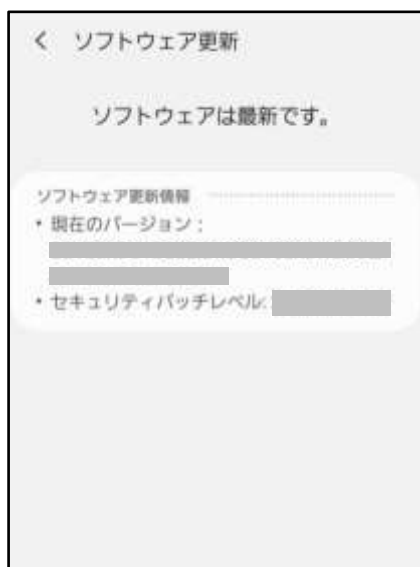 ソフトウェア更新
ソフトウェアは最新です。
ソフトウェア更新情報
・現在のバージョン：
・セキュリティパッチレベル: